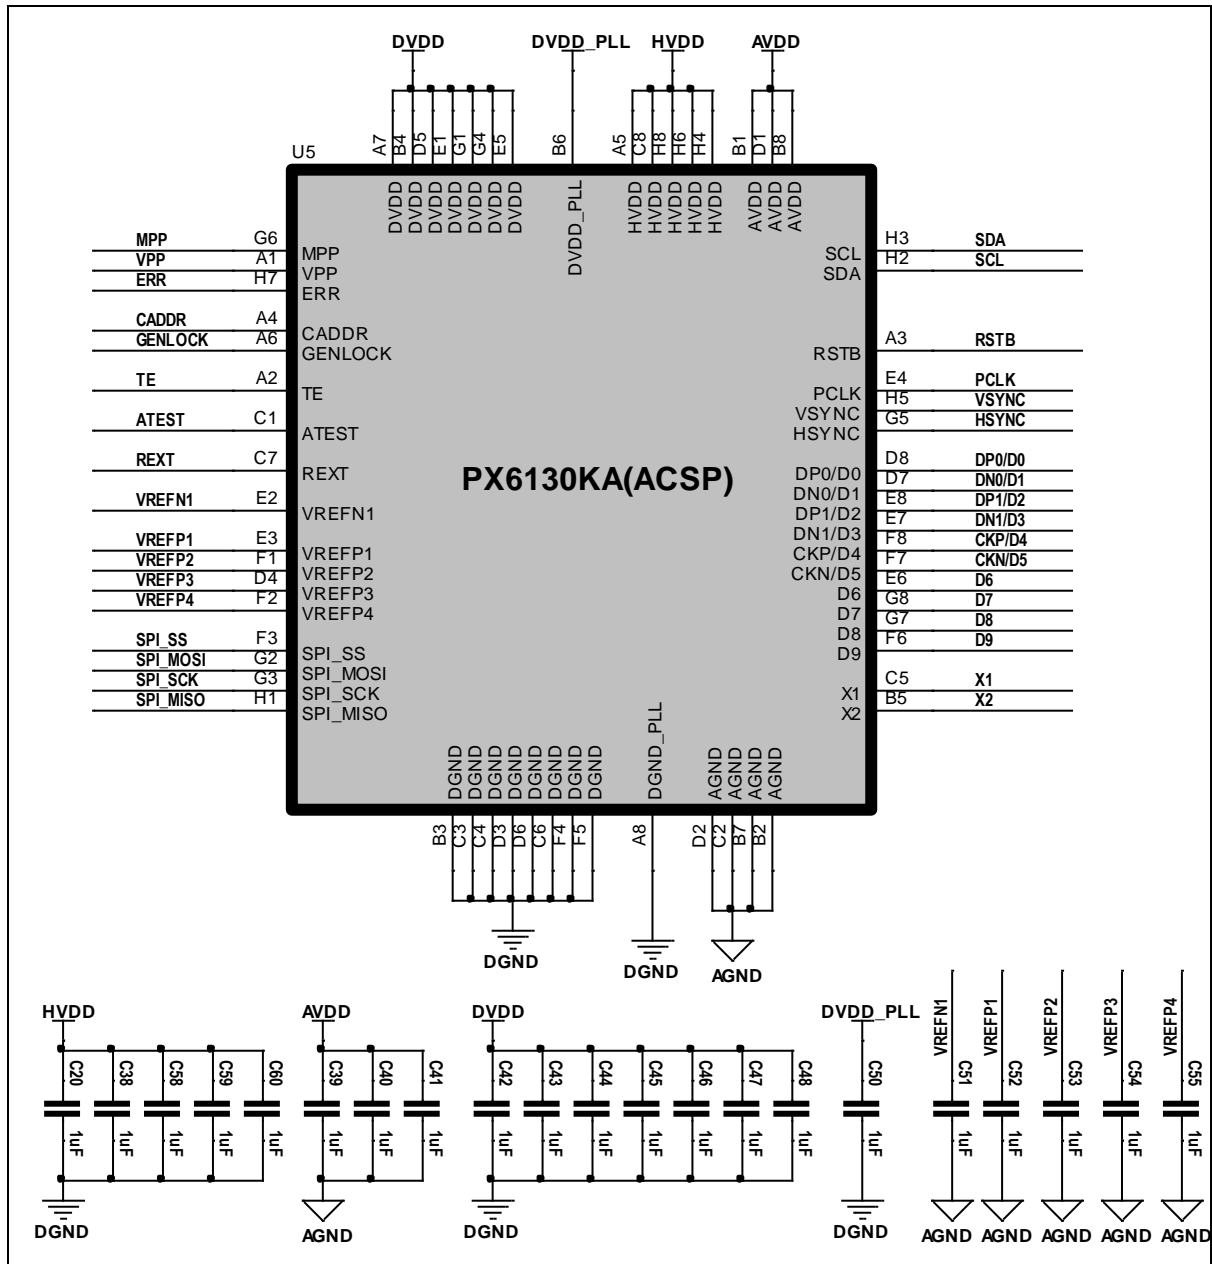 DVDD DVDD_PLL HVDD AVDD
A7 B4 D5 E1 G1 G4 E5 B6 A5 C8 H8 H6 H4 B1 D1 B8
U5
DVDD DVDD DVDD DVDD DVDD DVDD DVDD DVDD_PLL HVDD HVDD HVDD HVDD HVDD AVDD AVDD AVDD
MPP G6 MPP SCL H3 SDA
VPP A1 VPP SDA H2 SCL
ERR H7 ERR
CADDR A4 CADDR
GENLOCK A6 GENLOCK RSTB A3 RSTB
TE A2 TE PCLK E4 PCLK
VSYNC H5 VSYNC
ATEST C1 ATEST HSYNC G5 HSYNC
REXT C7 REXT DP0/D0 D8 DP0/D0
PX6130KA(ACSP)
DN0/D1 D7 DN0/D1
VREFN1 E2 VREFN1 DP1/D2 E8 DP1/D2
DN1/D3 E7 DN1/D3
VREFP1 E3 VREFP1 CKP/D4 F8 CKP/D4
VREFP2 F1 VREFP2 CKN/D5 F7 CKN/D5
VREFP3 D4 VREFP3 D6 E6 D6
VREFP4 F2 VREFP4 D7 G8 D7
D8 G7 D8
SPI_SS F3 SPI_SS D9 F6 D9
SPI_MOSI G2 SPI_MOSI
SPI_SCK G3 SPI_SCK X1 C5 X1
SPI_MISO H1 SPI_MISO X2 B5 X2
DGND DGND DGND DGND DGND DGND DGND DGND DGND_PLL AGND AGND AGND AGND
B3 C3 C4 D3 D6 C6 F4 F5 A8 D2 C2 B7 B2
DGND DGND AGND
HVDD AVDD DVDD DVDD_PLL VREFN1 VREFP1 VREFP2 VREFP3 VREFP4
C20 C38 C58 C59 C60 C39 C40 C41 C42 C43 C44 C45 C46 C47 C48 C50 C51 C52 C53 C54 C55
1uF 1uF 1uF 1uF 1uF 1uF 1uF 1uF 1uF 1uF 1uF 1uF 1uF 1uF 1uF 1uF 1uF 1uF 1uF 1uF 1uF
DGND AGND DGND DGND AGND AGND AGND AGND AGND